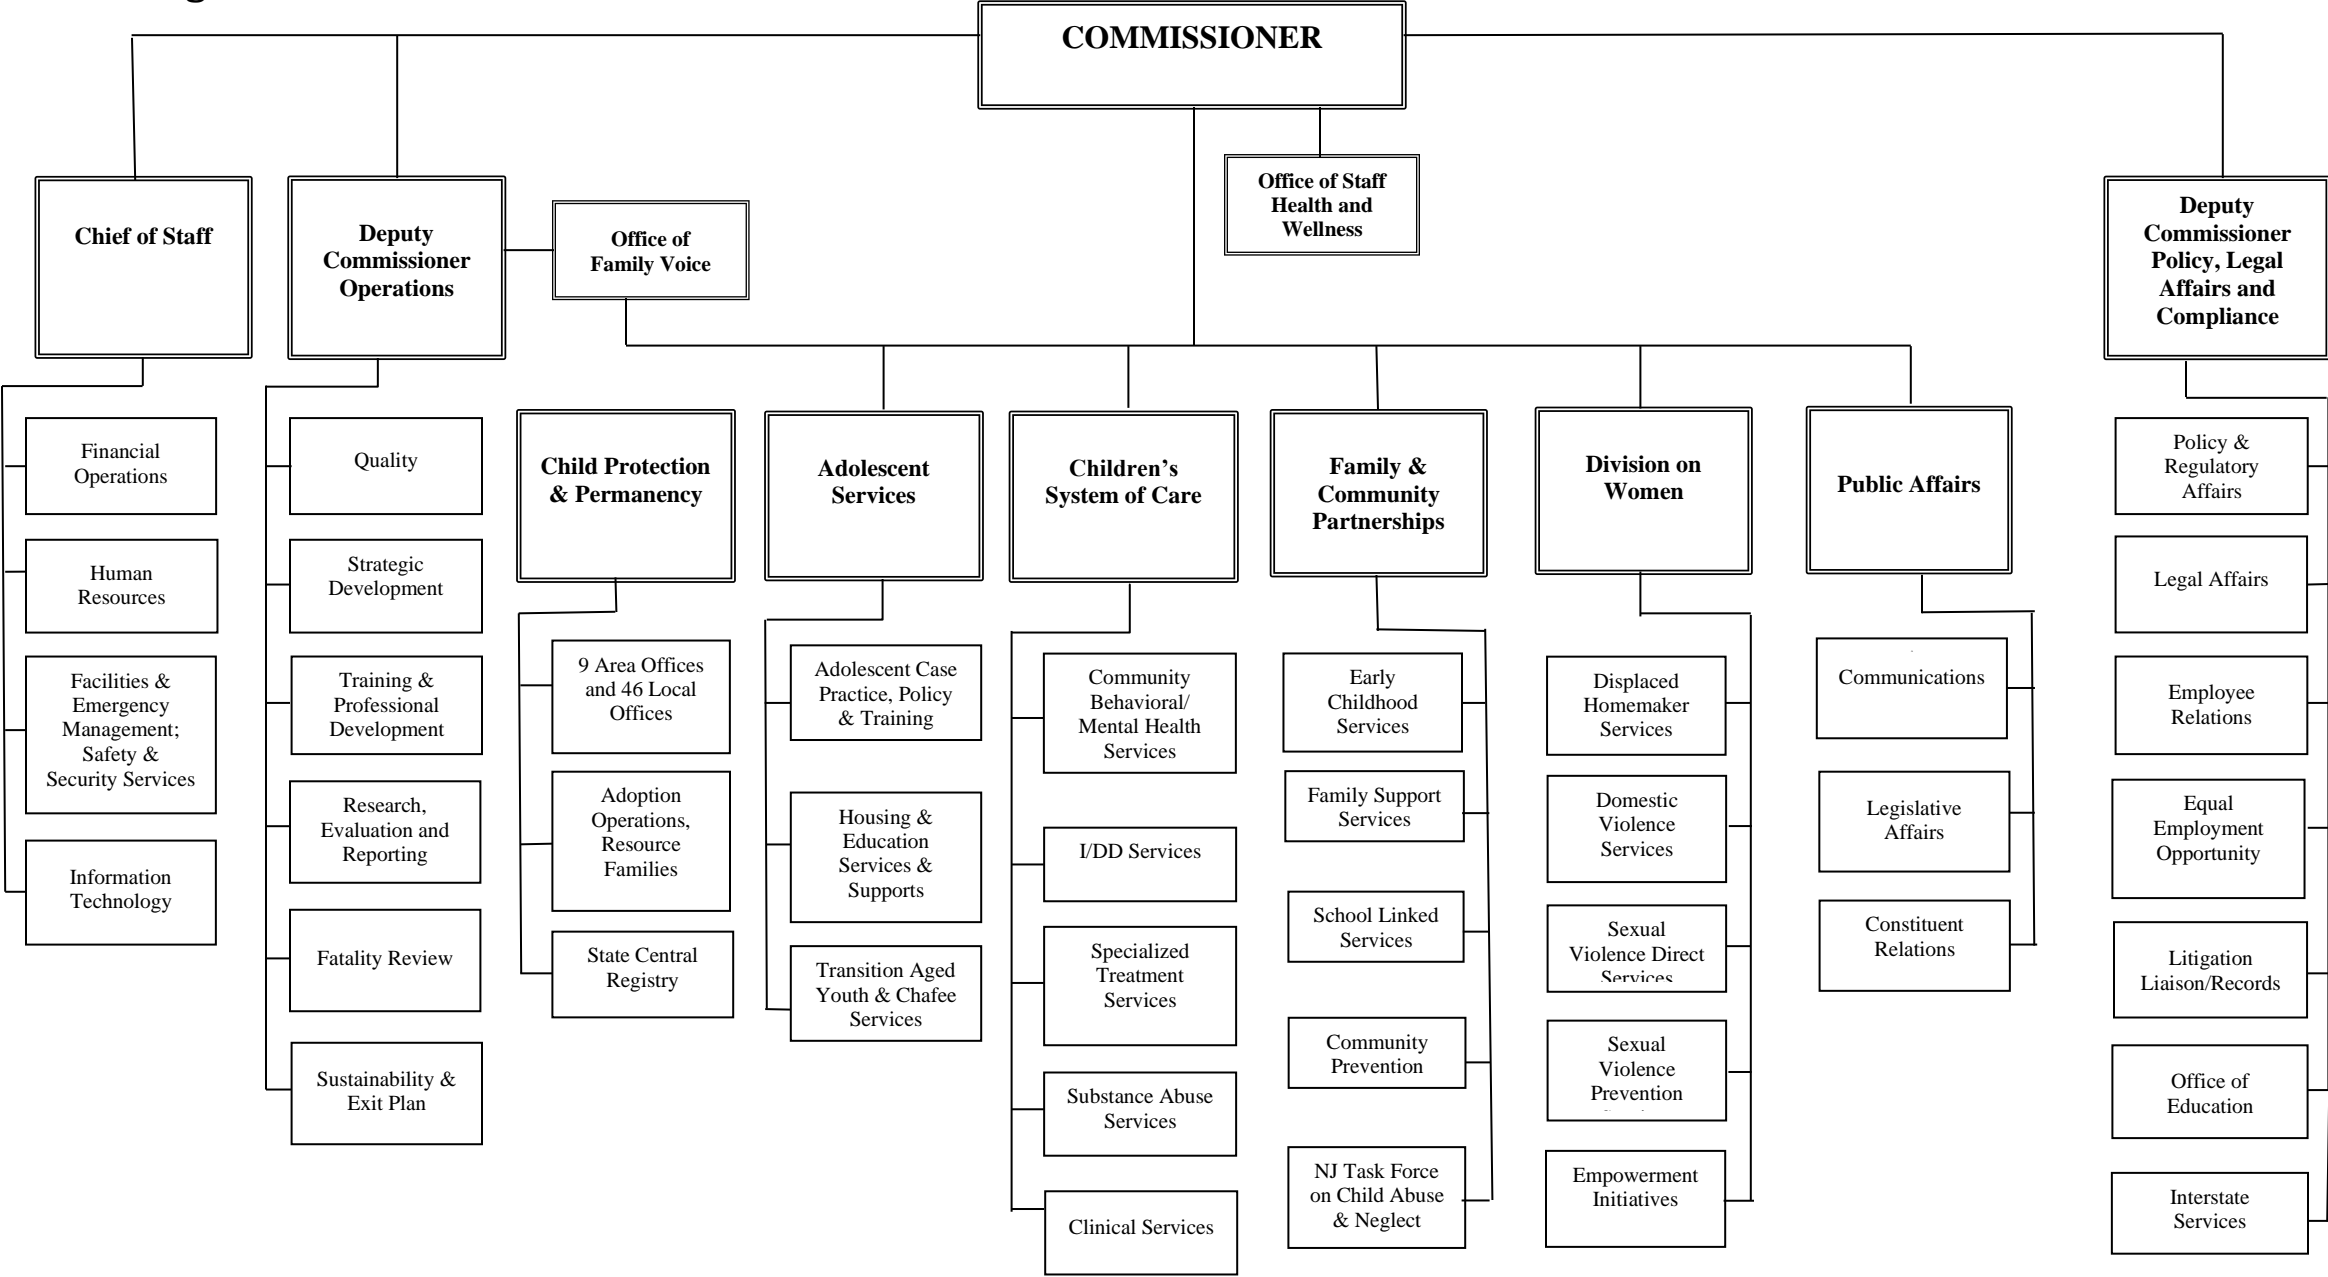 COMMISSIONER
Office of Staff
Health and
Wellness
Chief of Staff
Deputy
Commissioner
Operations
Office of
Family Voice
Deputy
Commissioner
Policy, Legal
Affairs and
Compliance
Financial
Operations
Human
Resources
Facilities &
Emergency
Management;
Safety &
Security Services
Information
Technology
Quality
Strategic
Development
Training &
Professional
Development
Research,
Evaluation and
Reporting
Fatality Review
Sustainability &
Exit Plan
Child Protection
& Permanency
9 Area Offices
and 46 Local
Offices
Adoption
Operations,
Resource
Families
State Central
Registry
Adolescent
Services
Adolescent Case
Practice, Policy
& Training
Housing &
Education
Services &
Supports
Transition Aged
Youth & Chafee
Services
Children's
System of Care
Community
Behavioral/
Mental Health
Services
I/DD Services
Specialized
Treatment
Services
Substance Abuse
Services
Clinical Services
Family &
Community
Partnerships
Early
Childhood
Services
Family Support
Services
School Linked
Services
Community
Prevention
NJ Task Force
on Child Abuse
& Neglect
Division on
Women
Displaced
Homemaker
Services
Domestic
Violence
Services
Sexual
Violence Direct
Services
Sexual
Violence
Prevention
Empowerment
Initiatives
Public Affairs
Communications
Legislative
Affairs
Constituent
Relations
Policy &
Regulatory
Affairs
Legal Affairs
Employee
Relations
Equal
Employment
Opportunity
Litigation
Liaison/Records
Office of
Education
Interstate
Services